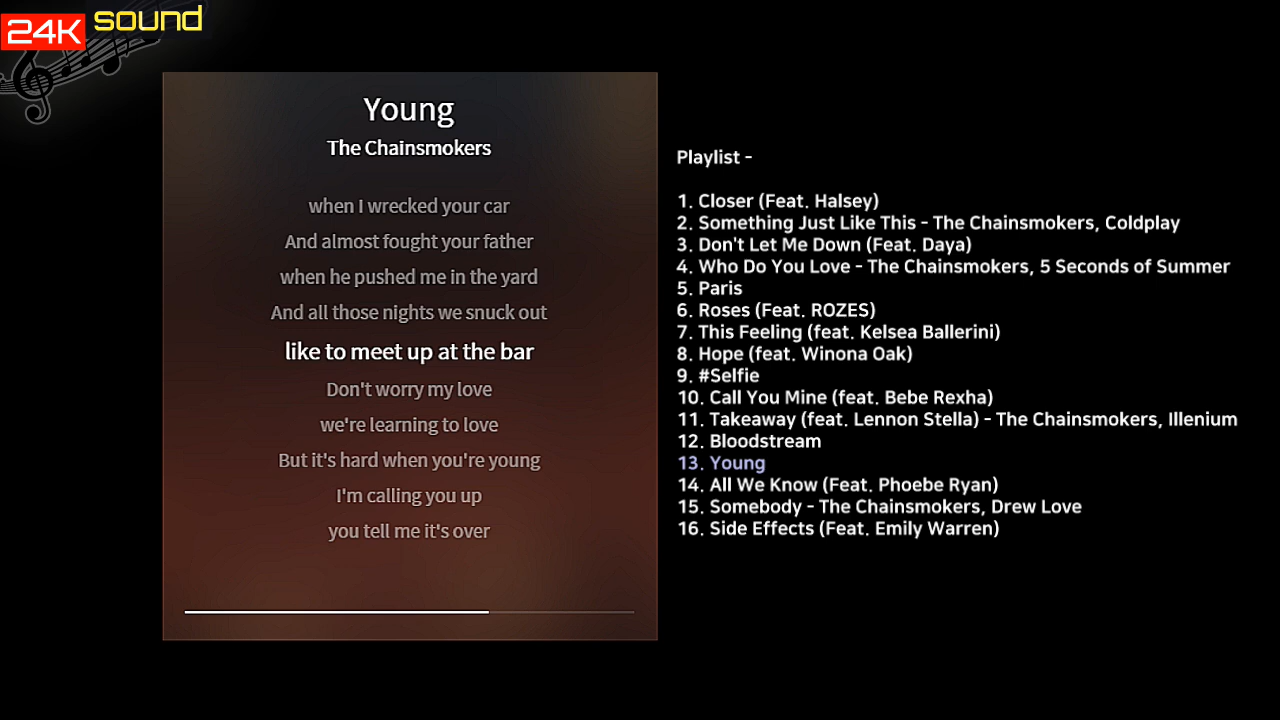 24K sound
Young
The Chainsmokers
when I wrecked your car
And almost fought your father
when he pushed me in the yard
And all those nights we snuck out
like to meet up at the bar
Don't worry my love
we're learning to love
But it's hard when you're young
I'm calling you up
you tell me it's over
Playlist -
1. Closer (Feat. Halsey)
2. Something Just Like This - The Chainsmokers, Coldplay
3. Don't Let Me Down (Feat. Daya)
4. Who Do You Love - The Chainsmokers, 5 Seconds of Summer
5. Paris
6. Roses (Feat. ROZES)
7. This Feeling (feat. Kelsea Ballerini)
8. Hope (feat. Winona Oak)
9. #Selfie
10. Call You Mine (feat. Bebe Rexha)
11. Takeaway (feat. Lennon Stella) - The Chainsmokers, Illenium
12. Bloodstream
13. Young
14. All We Know (Feat. Phoebe Ryan)
15. Somebody - The Chainsmokers, Drew Love
16. Side Effects (Feat. Emily Warren)